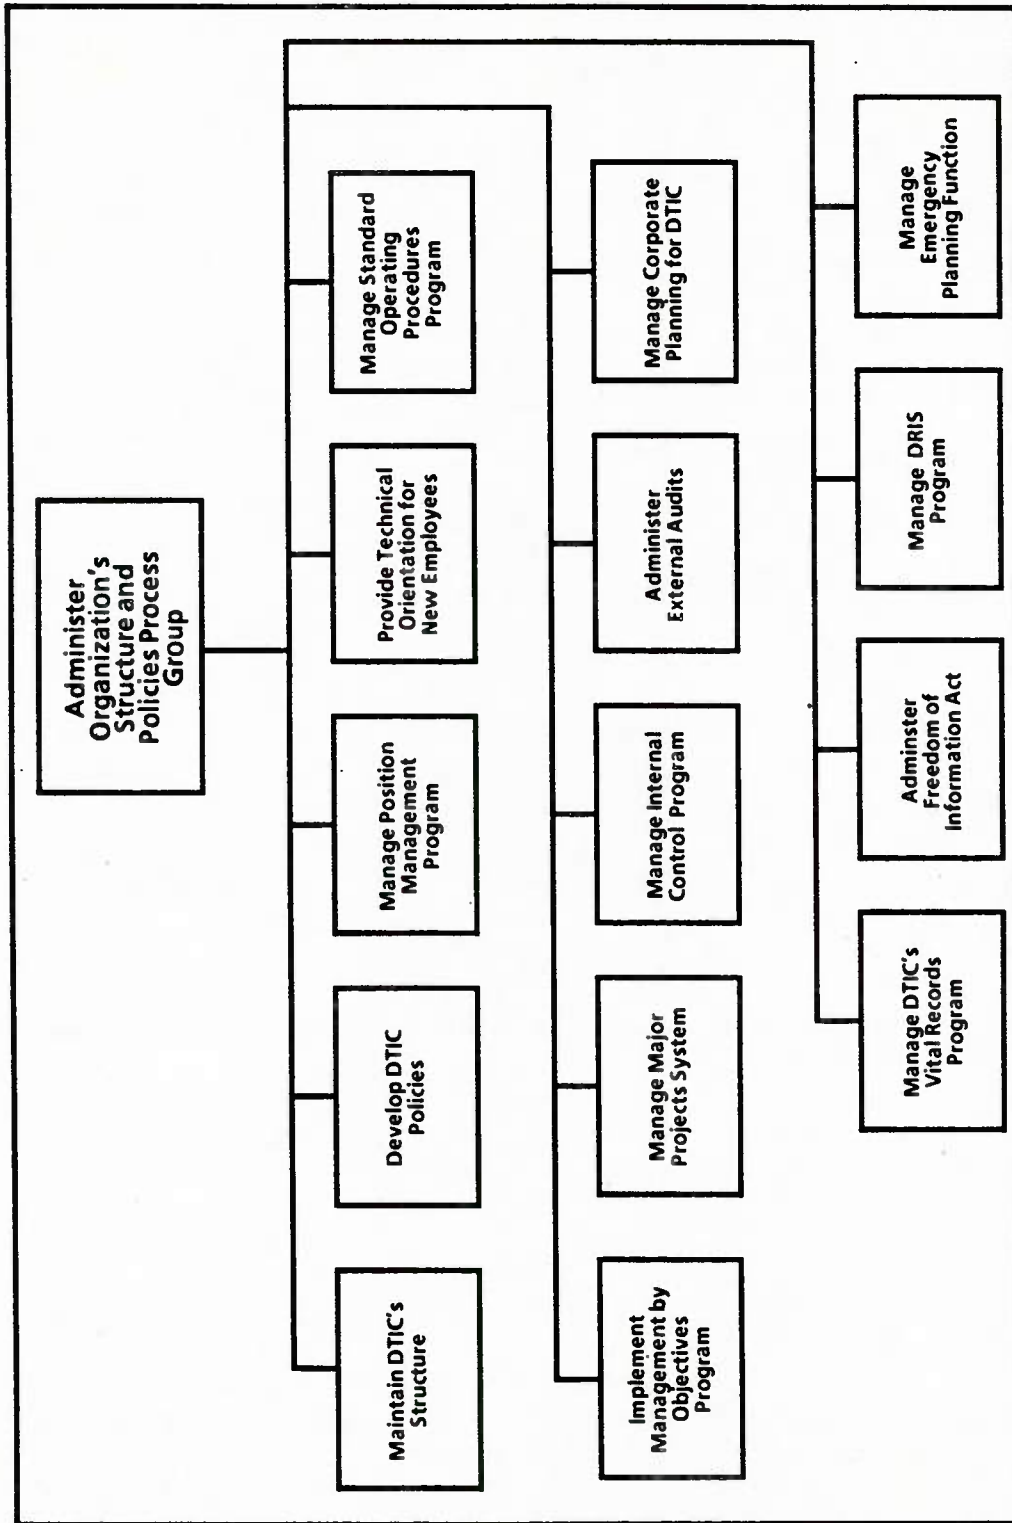 Administer
Organization's
Structure and
Policies Process
Group
Maintain DTIC's
Structure
Develop DTIC
Policies
Manage Position
Management
Program
Provide Technical
Orientation for
New Employees
Manage Standard
Operating
Procedures
Program
Implement
Management by
Objectives
Program
Manage Major
Projects System
Manage Internal
Control Program
Administer
External Audits
Manage Corporate
Planning for DTIC
Manage DTIC's
Vital Records
Program
Adminster
Freedom of
Information Act
Manage DRIS
Program
Manage
Emergency
Planning Function